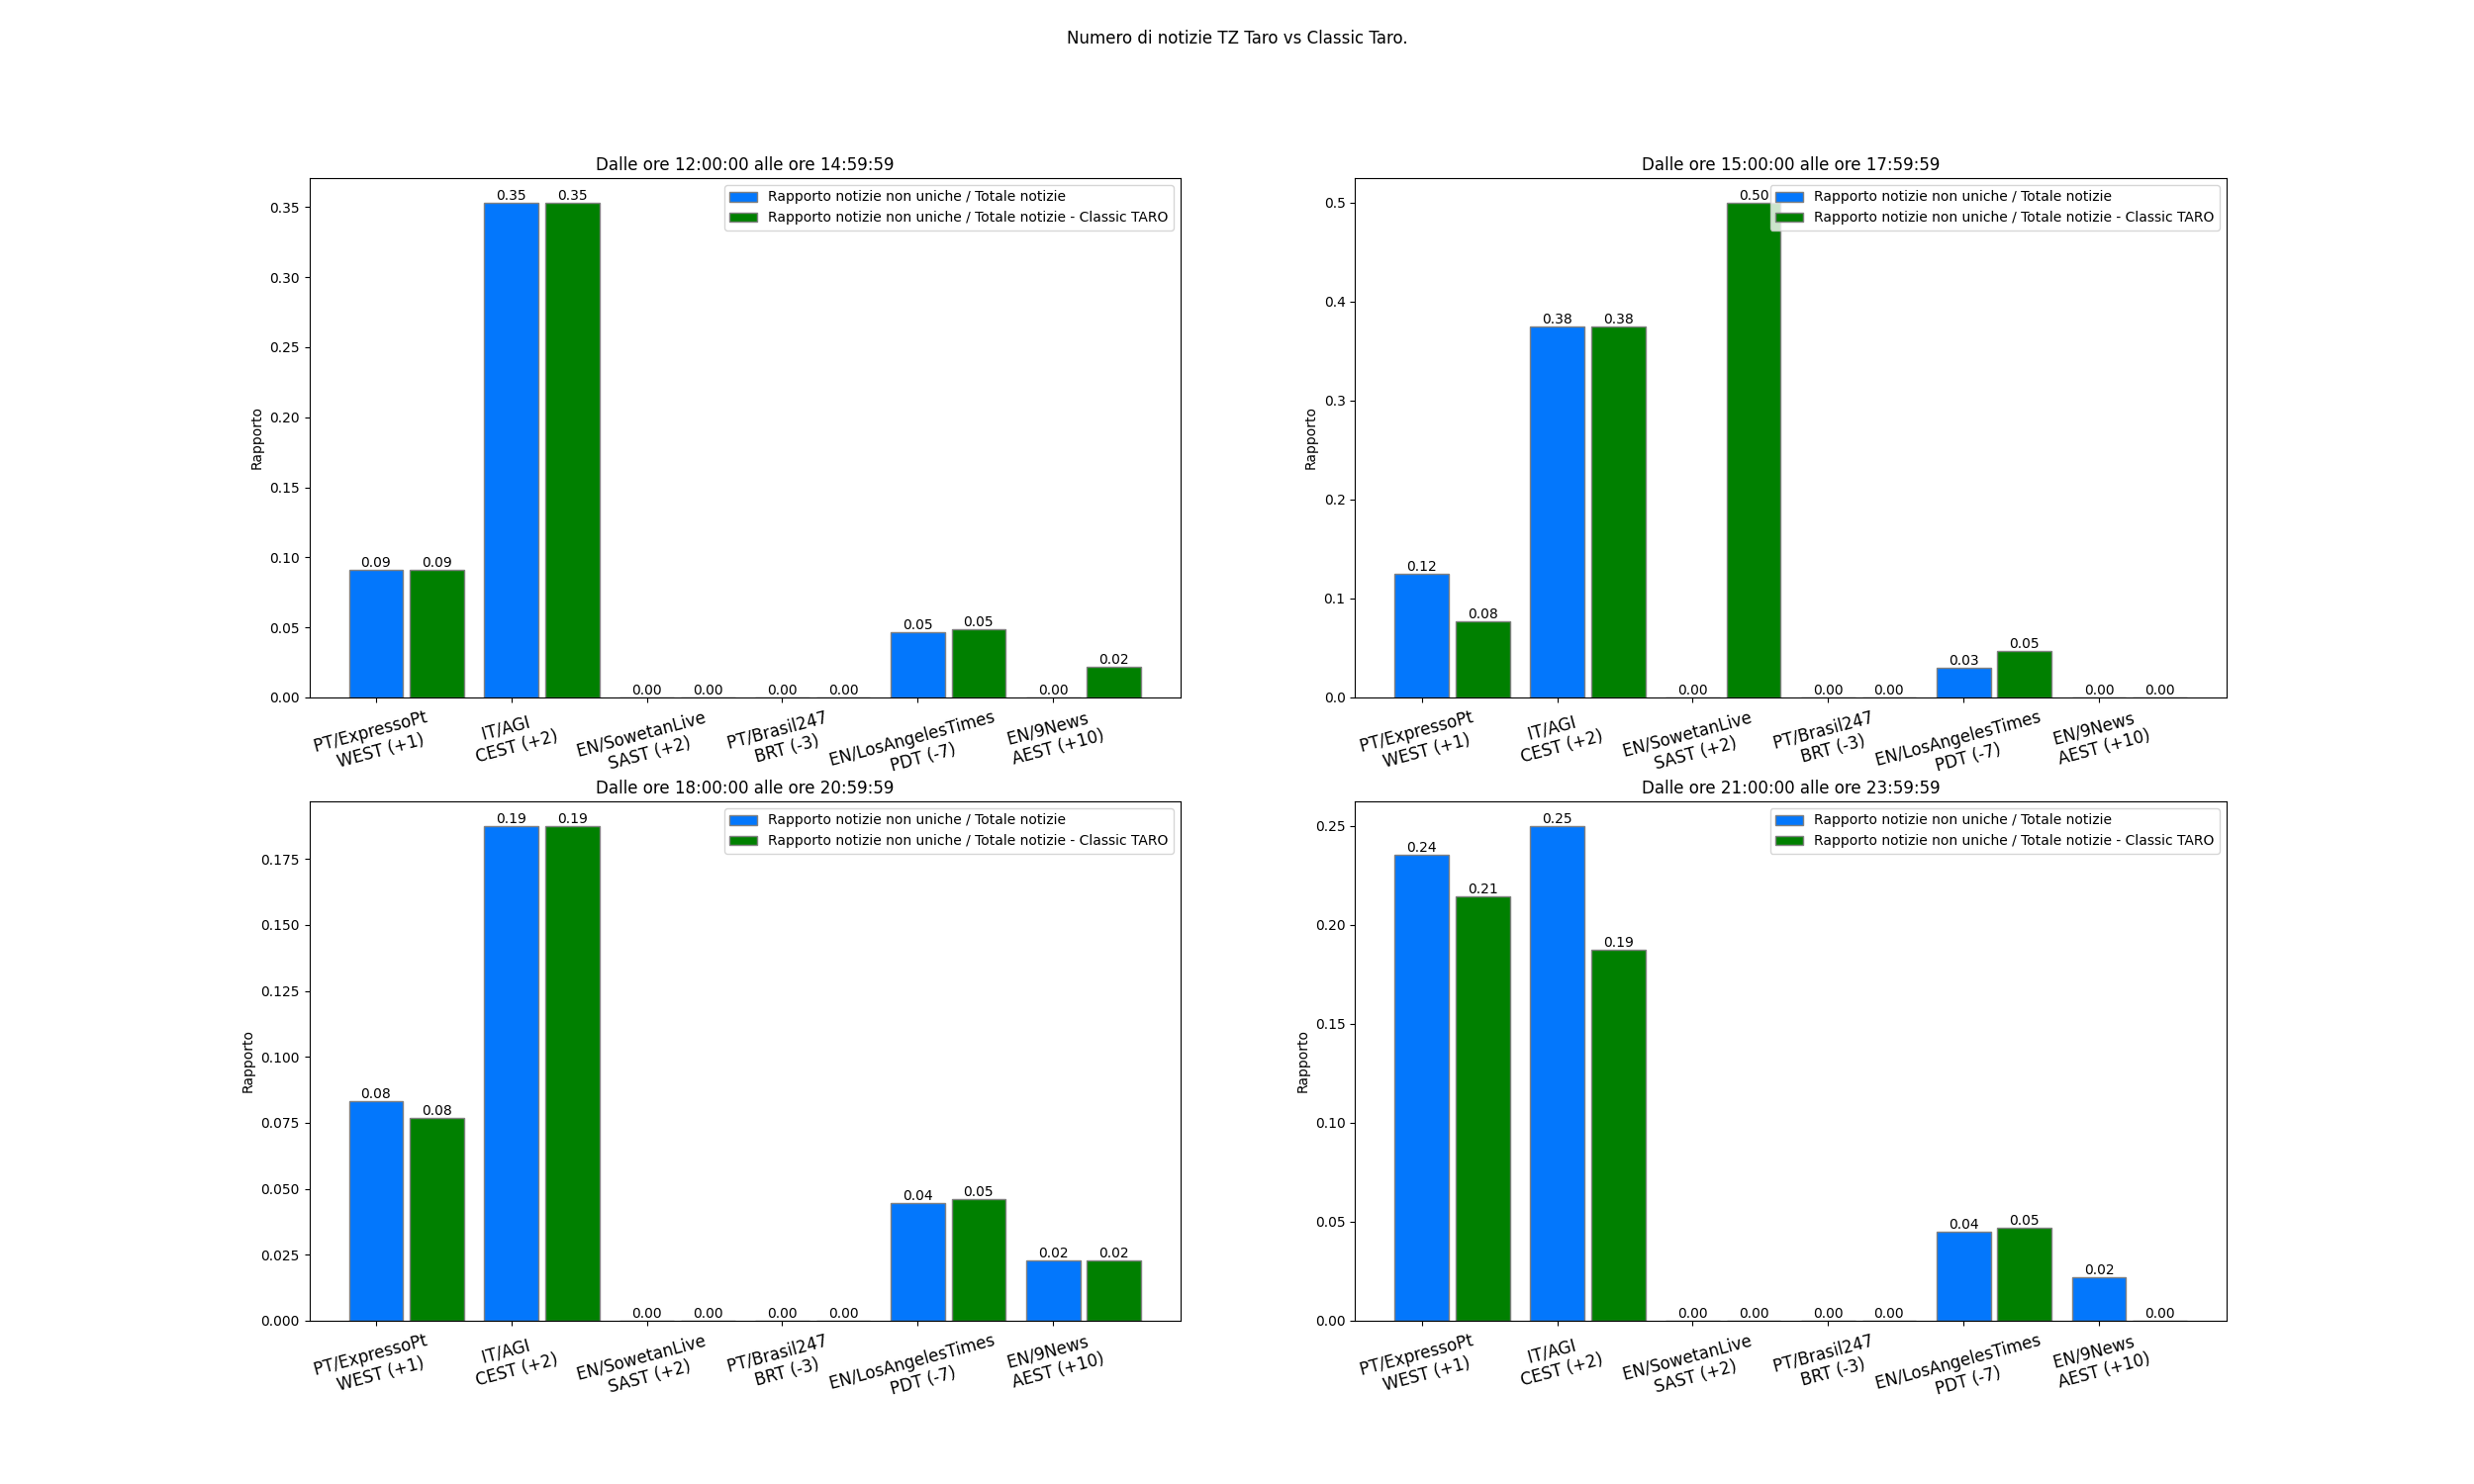 Numero di notizie TZ Taro vs Classic Taro.
Dalle ore 12:00:00 alle ore 14:59:59
Rapporto notizie non uniche / Totale notizie
Rapporto notizie non uniche / Totale notizie - Classic TARO
Rapporto
0.35
0.30
0.25
0.20
0.15
0.10
0.05
0.00
0.09
0.09
0.35
0.35
0.00
0.00
0.00
0.00
0.05
0.05
0.00
0.02
PT/ExpressoPt
WEST (+1)
IT/AGI
CEST (+2)
EN/SowetanLive
SAST (+2)
PT/Brasil247
BRT (-3)
EN/LosAngelesTimes
PDT (-7)
EN/9News
AEST (+10)
Dalle ore 15:00:00 alle ore 17:59:59
Rapporto notizie non uniche / Totale notizie
Rapporto notizie non uniche / Totale notizie - Classic TARO
Rapporto
0.5
0.4
0.3
0.2
0.1
0.0
0.12
0.08
0.38
0.38
0.00
0.50
0.00
0.00
0.03
0.05
0.00
0.00
PT/ExpressoPt
WEST (+1)
IT/AGI
CEST (+2)
EN/SowetanLive
SAST (+2)
PT/Brasil247
BRT (-3)
EN/LosAngelesTimes
PDT (-7)
EN/9News
AEST (+10)
Dalle ore 18:00:00 alle ore 20:59:59
Rapporto notizie non uniche / Totale notizie
Rapporto notizie non uniche / Totale notizie - Classic TARO
Rapporto
0.175
0.150
0.125
0.100
0.075
0.050
0.025
0.000
0.08
0.08
0.19
0.19
0.00
0.00
0.00
0.00
0.04
0.05
0.02
0.02
PT/ExpressoPt
WEST (+1)
IT/AGI
CEST (+2)
EN/SowetanLive
SAST (+2)
PT/Brasil247
BRT (-3)
EN/LosAngelesTimes
PDT (-7)
EN/9News
AEST (+10)
Dalle ore 21:00:00 alle ore 23:59:59
Rapporto notizie non uniche / Totale notizie
Rapporto notizie non uniche / Totale notizie - Classic TARO
Rapporto
0.25
0.20
0.15
0.10
0.05
0.00
0.24
0.21
0.25
0.19
0.00
0.00
0.00
0.00
0.04
0.05
0.02
0.00
PT/ExpressoPt
WEST (+1)
IT/AGI
CEST (+2)
EN/SowetanLive
SAST (+2)
PT/Brasil247
BRT (-3)
EN/LosAngelesTimes
PDT (-7)
EN/9News
AEST (+10)